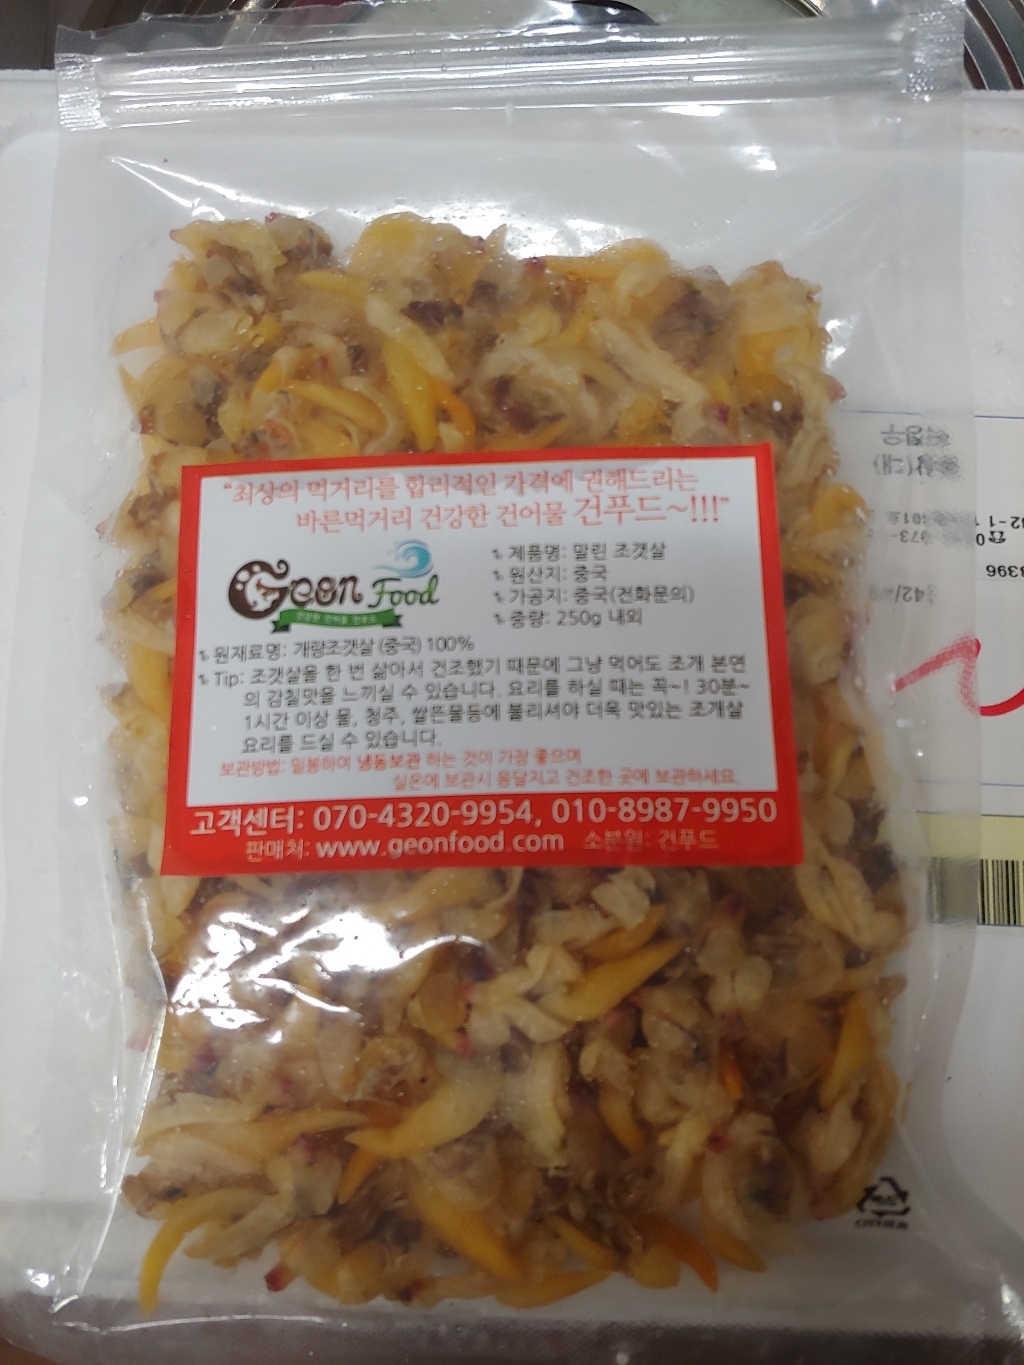 "최상의 먹거리를 합리적인 가격에 권해드리는
바른먹거리 건강한 건어물 건푸드~!!!"
Geon Food
건강한 건어물 건푸드
제품명: 말린 조갯살
원산지: 중국
가공지: 중국(전화문의)
중량: 250g 내외
원재료명: 개량조갯살 (중국) 100%
Tip: 조갯살을 한 번 삶아서 건조했기 때문에 그냥 먹어도 조개 본연
의 감칠맛을 느끼실 수 있습니다. 요리를 하실 때는 꼭~! 30분~
1시간 이상 물, 청주, 쌀뜬물등에 불리셔야 더욱 맛있는 조개살
요리를 드실 수 있습니다.
보관방법: 밀봉하여 냉동보관 하는 것이 가장 좋으며
실온에 보관시 응달지고 건조한 곳에 보관하세요.
고객센터: 070-4320-9954, 010-8987-9950
판매처: www.geonfood.com 소분원: 건푸드
8396